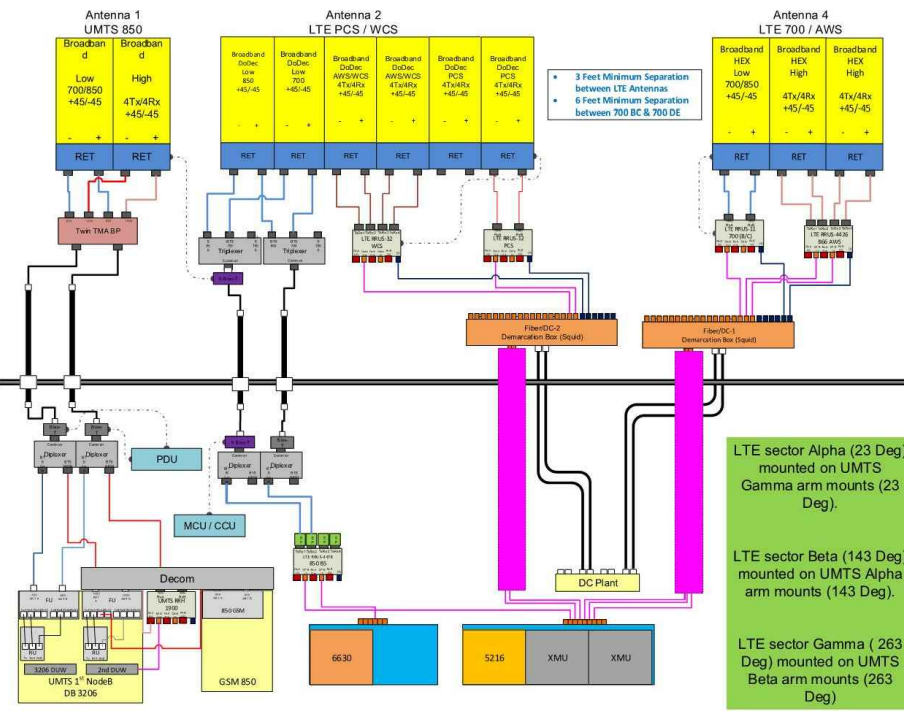 Antenna 1
UMTS 850
Antenna 2
LTE PCS / WCS
Antenna 4
LTE 700 / AWS
Broadban
d
Low
700/850
+45/-45
- +
RET
Broadban
d
High
4Tx/4Rx
+45/-45
- +
RET
Broadband
DoDec
Low
850
+45/-45
- +
RET
Broadband
DoDec
Low
700
+45/-45
- +
RET
Broadband
DoDec
AWS/WCS
4Tx/4Rx
+45/-45
- +
RET
Broadband
DoDec
AWS/WCS
4Tx/4Rx
+45/-45
- +
RET
Broadband
DoDec
PCS
4Tx/4Rx
+45/-45
- +
RET
Broadband
DoDec
PCS
4Tx/4Rx
+45/-45
- +
RET
• 3 Feet Minimum Separation
between LTE Antennas
• 6 Feet Minimum Separation
between 700 BC & 700 DE
Broadband
HEX
Low
700/850
+45/-45
- +
RET
Broadband
HEX
High
4Tx/4Rx
+45/-45
- +
RET
Broadband
HEX
High
4Tx/4Rx
+45/-45
- +
RET
Twin TMA BP
Triplexer
Triplexer
LTE RRUS-32
WCS
LTE RRUS-12
PCS
LTE RRUS-11
700 (B/C)
LTE RRUS-4426
B66 AWS
Fiber/DC-2
Demarcation Box (Squid)
Fiber/DC-1
Demarcation Box (Squid)
Diplexer
Diplexer
PDU
Diplexer
Diplexer
MCU / CCU
850 B5
DC Plant
Decom
FU
FU
UMTS RRH
1900
850 GSM
RU
RU
3206 DUW
2nd DUW
UMTS 1st NodeB
DB 3206
GSM 850
6630
5216
XMU
XMU
LTE sector Alpha (23 Deg)
mounted on UMTS
Gamma arm mounts (23
Deg).
LTE sector Beta (143 Deg)
mounted on UMTS Alpha
arm mounts (143 Deg).
LTE sector Gamma ( 263
Deg) mounted on UMTS
Beta arm mounts (263
Deg)